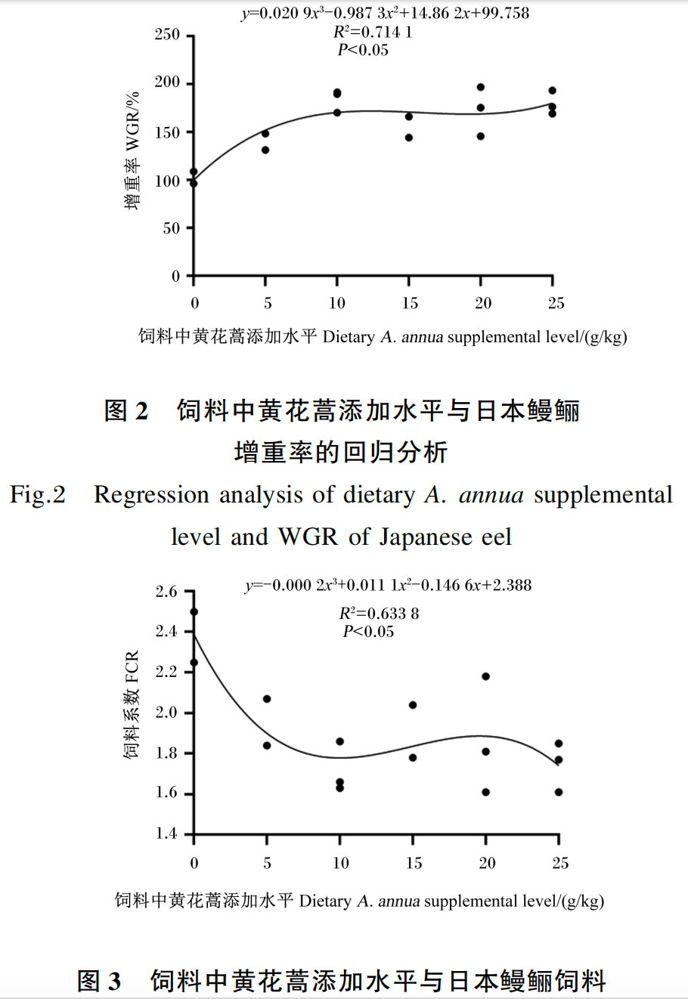 y=0.020 9x³−0.987 3x²+14.86 2x+99.758
R²=0.714 1
P<0.05
增重率 WGR/%
250
200
150
100
50
0
0 5 10 15 20 25
饲料中黄花蒿添加水平 Dietary A. annua supplemental level/(g/kg)
图 2 饲料中黄花蒿添加水平与日本鳗鲡
增重率的回归分析
Fig.2 Regression analysis of dietary A. annua supplemental
level and WGR of Japanese eel
y=−0.000 2x³+0.011 1x²−0.146 6x+2.388
R²=0.633 8
P<0.05
饲料系数 FCR
2.6
2.4
2.2
2.0
1.8
1.6
1.4
0 5 10 15 20 25
饲料中黄花蒿添加水平 Dietary A. annua supplemental level/(g/kg)
图 3 饲料中黄花蒿添加水平与日本鳗鲡饲料